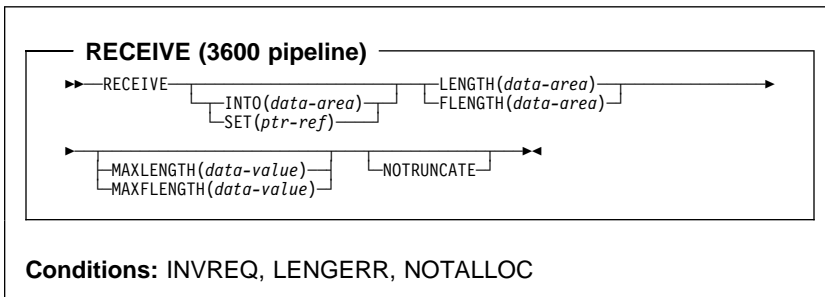 RECEIVE (3600 pipeline)
RECEIVE LENGTH(data-area)
INTO(data-area) FLENGTH(data-area)
SET(ptr-ref)
MAXLENGTH(data-value) NOTRUNCATE
MAXFLENGTH(data-value)
Conditions: INVREQ, LENGERR, NOTALLOC